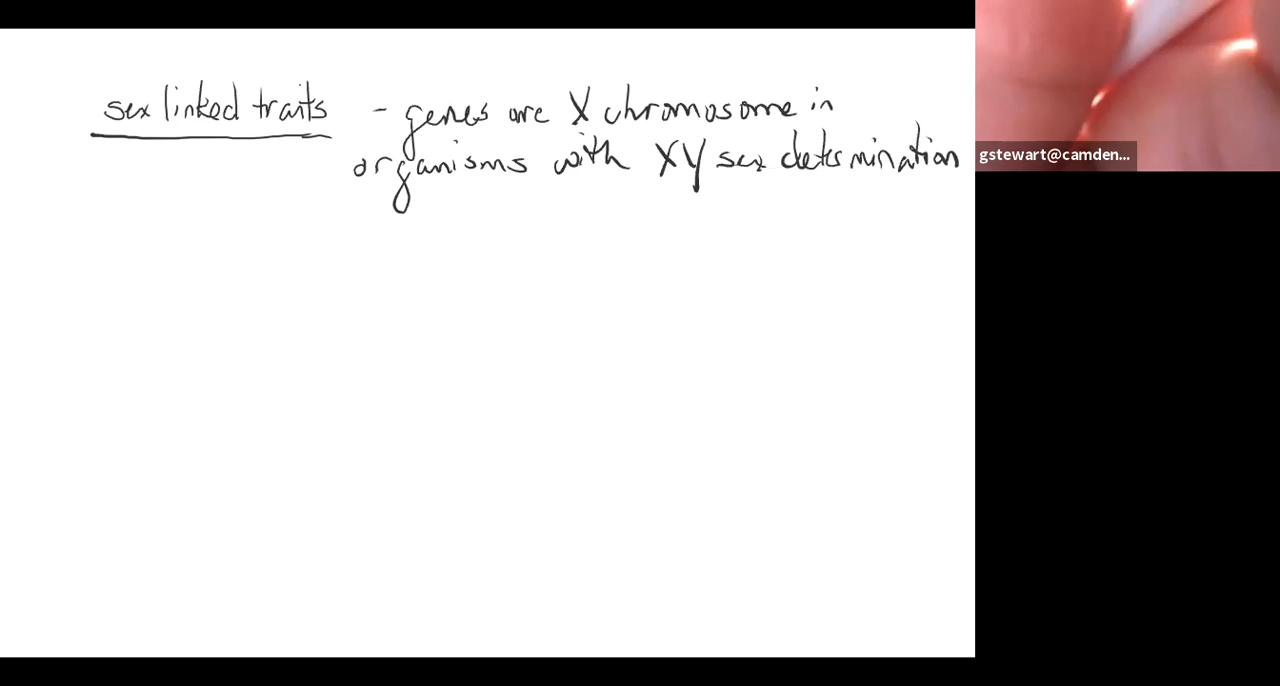 sex linked traits - genes are X chromosome in
organisms with XY sex determination
gstewart@camden...